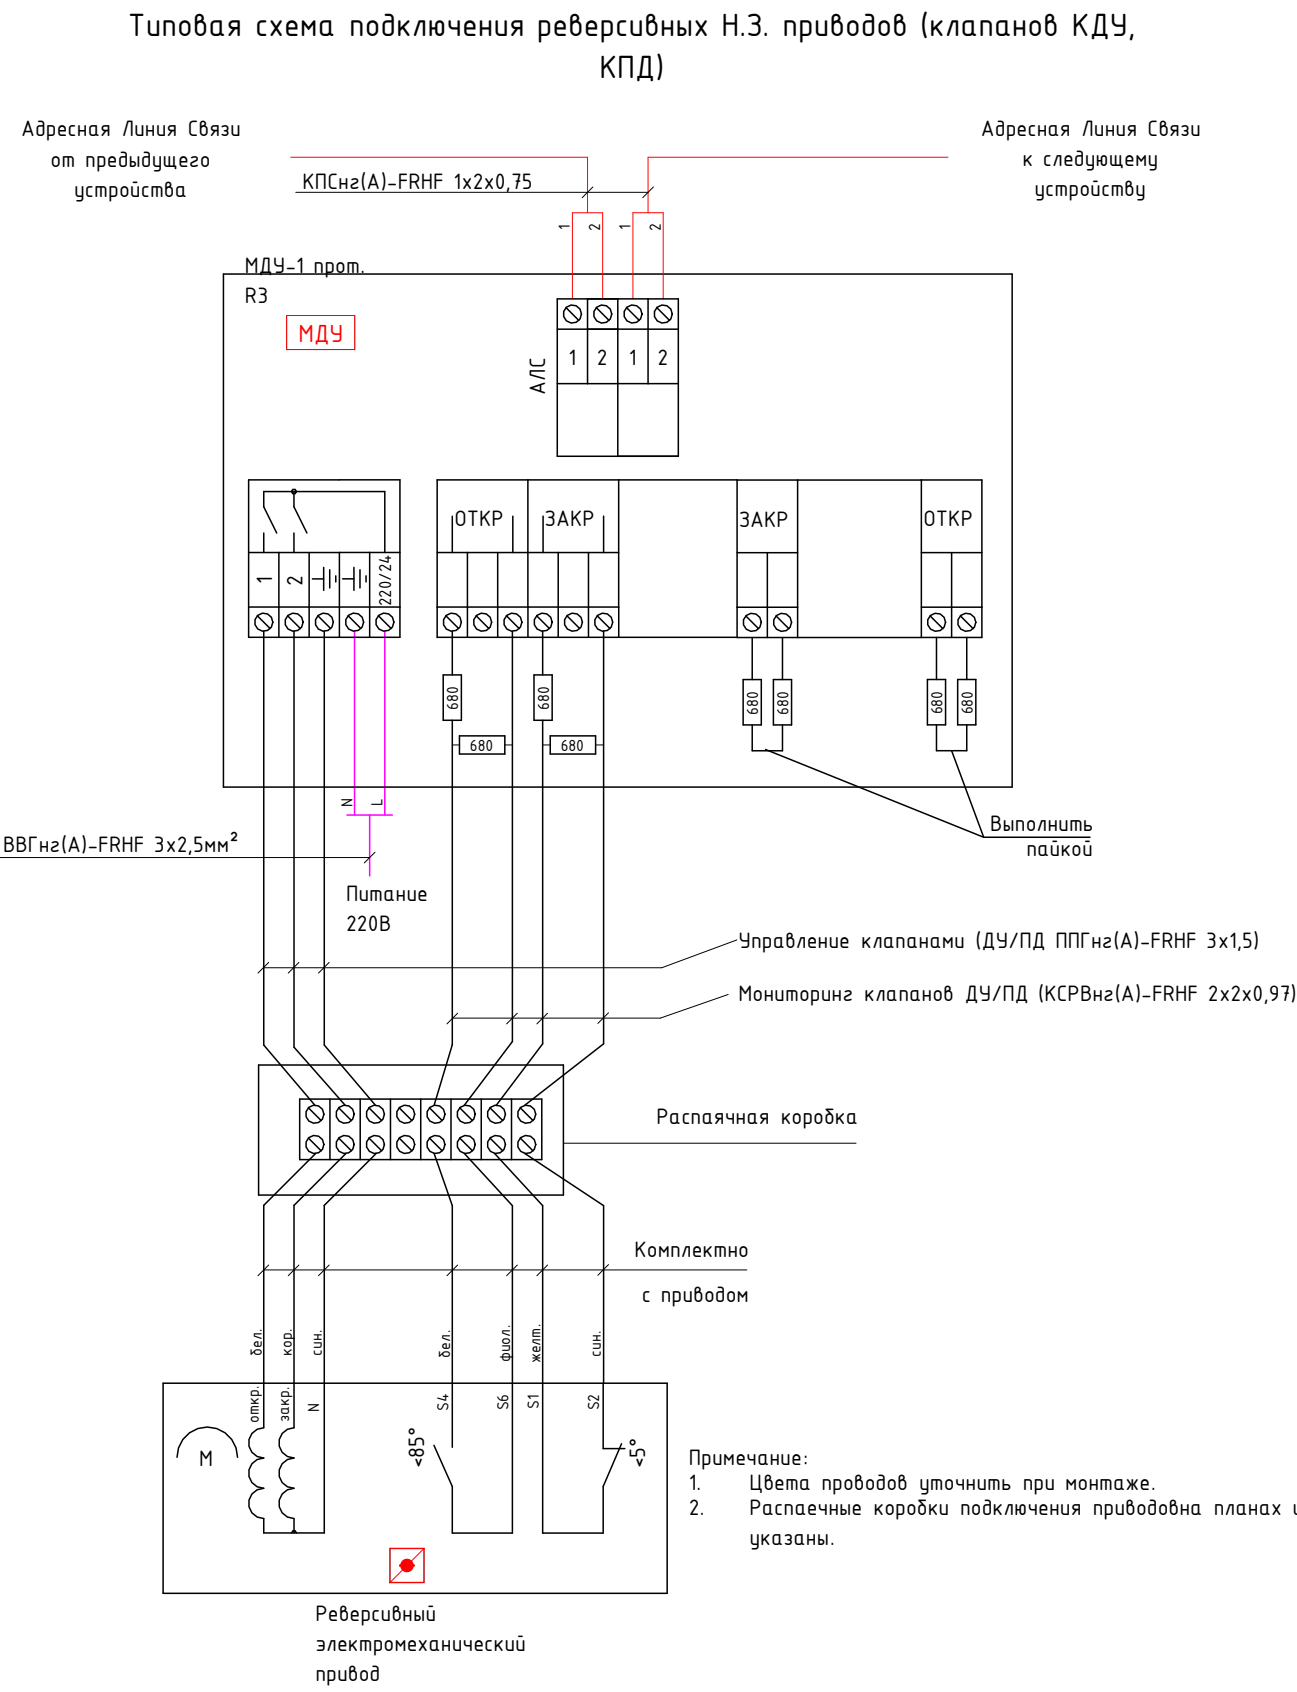 Типовая схема подключения реверсивных Н.З. приводов (клапанов КДУ,
КПД)
Адресная Линия Связи
от предыдущего
устройства
Адресная Линия Связи
к следующему
устройству
КПСнг(А)-FRHF 1х2х0,75
1
2
1
2
МДУ-1 прот.
R3
МДУ
АЛС
1
2
1
2
ОТКР
ЗАКР
ЗАКР
ОТКР
1
2
220/24
680
680
680
680
680
680
680
680
N
L
Выполнить
пайкой
ВВГнг(А)-FRHF 3х2,5мм²
Питание
220В
Управление клапанами (ДУ/ПД ППГнг(А)-FRHF 3х1,5)
Мониторинг клапанов ДУ/ПД (КСРВнг(А)-FRHF 2х2х0,97)
Распаячная коробка
Комплектно
с приводом
бел.
кор.
син.
бел.
фиол.
желт.
син.
откр.
закр.
N
S4
S6
S1
S2
М
<85°
<5°
Примечание:
1. Цвета проводов уточнить при монтаже.
2. Распаечные коробки подключения приводовна планах
указаны.
Реверсивный
электромеханический
привод